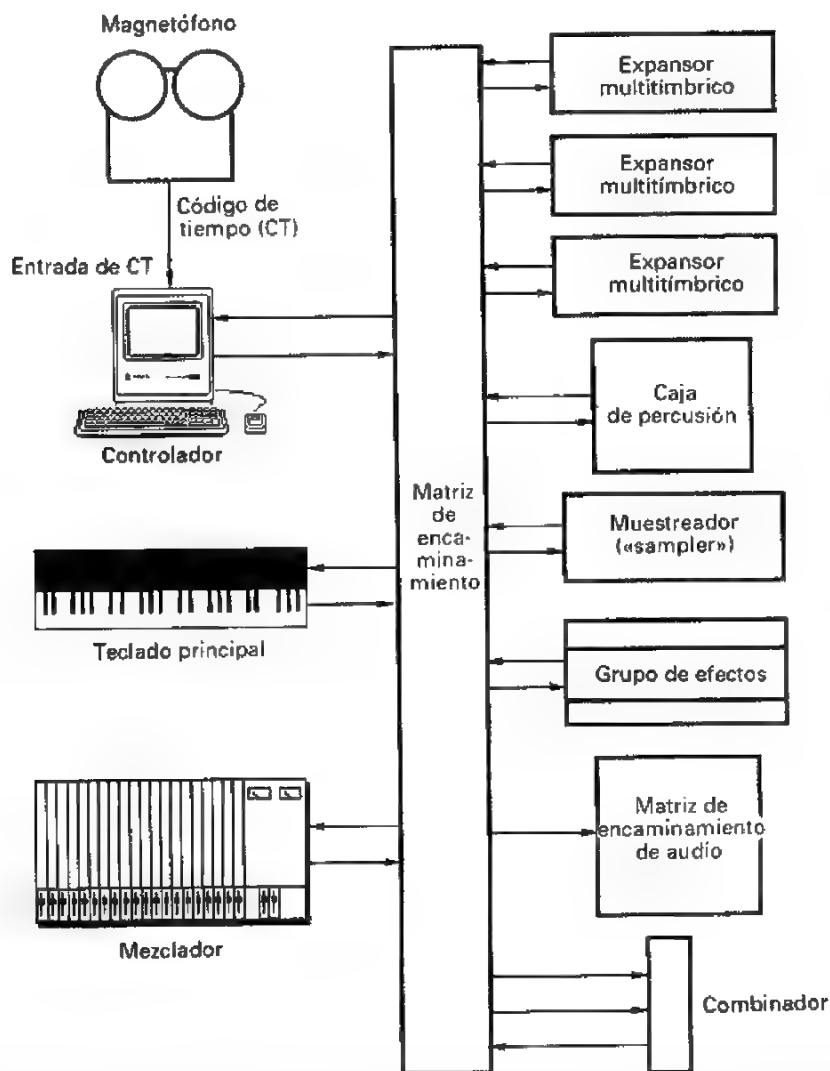 Magnetófono
Código de
tiempo (CT)
Entrada de CT
Controlador
Teclado principal
Mezclador
Matriz
de
enca-
mina-
miento
Expansor
multitímbrico
Expansor
multitímbrico
Expansor
multitímbrico
Caja
de percusión
Muestreador
(«sampler»)
Grupo de efectos
Matriz de
encaminamiento
de audío
Combinador